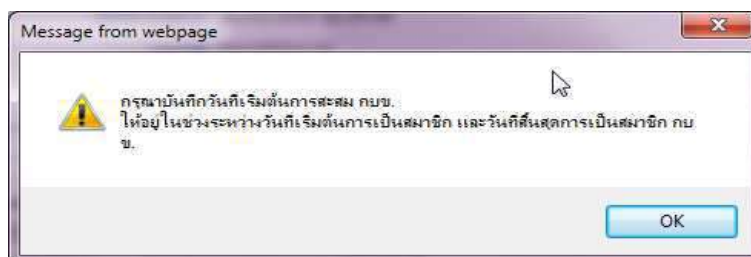 Message from webpage
กรุณาบันทึกวันที่เริ่มต้นการสะสม กบข.
ให้อยู่ในช่วงระหว่างวันที่เริ่มต้นการเป็นสมาชิก และวันที่สิ้นสุดการเป็นสมาชิก กบ
ข.
OK